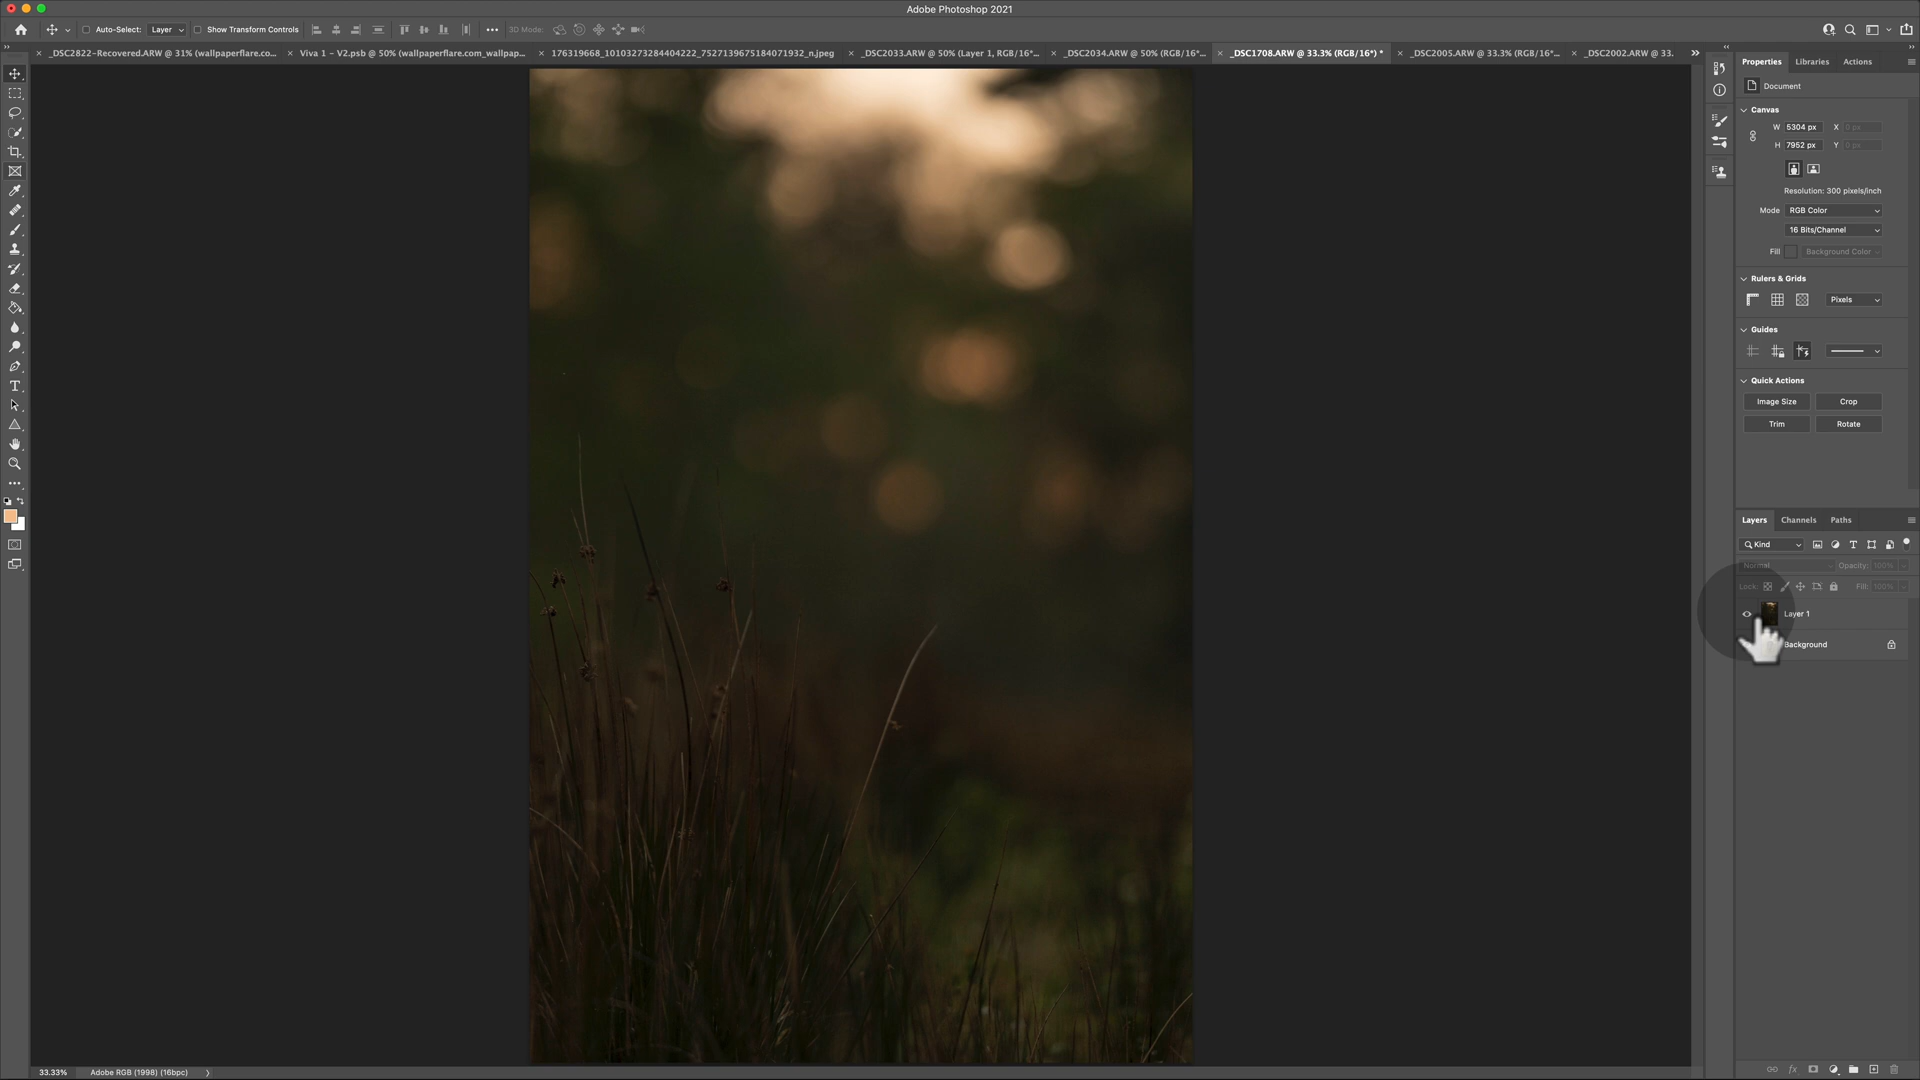 Adobe Photoshop 2021
Auto-Select: Layer Show Transform Controls 3D Mode:
_DSC2822-Recovered.ARW @ 31% (wallpaperflare.co...
Viva 1 - V2.psb @ 50% (wallpaperflare.com_wallpap...
176319668_10103273284404222_7527139675184071932_n.jpeg
_DSC2033.ARW @ 50% (Layer 1, RGB/16*...
_DSC2034.ARW @ 50% (RGB/16*...
_DSC1708.ARW @ 33.3% (RGB/16*) *
_DSC2005.ARW @ 33.3% (RGB/16*...
_DSC2002.ARW @ 33.
Properties Libraries Actions
Document
Canvas
W 5304 px X 0 px
H 7952 px Y 0 px
Resolution: 300 pixels/inch
Mode RGB Color
16 Bits/Channel
Fill Background Color
Rulers & Grids
Pixels
Guides
Quick Actions
Image Size Crop
Trim Rotate
Layers Channels Paths
Kind
Normal Opacity: 100%
Lock: Fill: 100%
Layer 1
Background
33.33% Adobe RGB (1998) (16bpc)